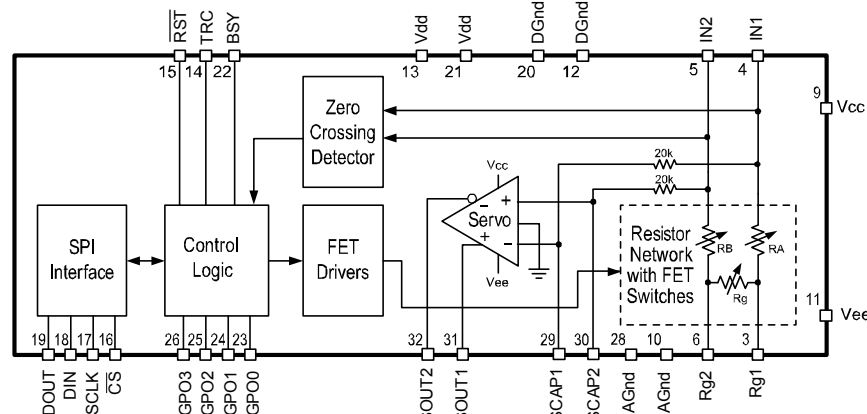 RST
TRC
BSY
Vdd
Vdd
DGnd
DGnd
IN2
IN1
15
14
22
13
21
20
12
5
4
9
Vcc
Zero
Crossing
Detector
20k
20k
Vcc
- +
Servo
+ -
Vee
SPI
Interface
Control
Logic
FET
Drivers
Resistor
Network
with FET
Switches
RB
RA
Rg
11
Vee
19
18
17
16
26
25
24
23
32
31
29
30
28
10
6
3
DOUT
DIN
SCLK
CS
GPO3
GPO2
GPO1
GPO0
SCAP1
SCAP2
AGnd
AGnd
Rg2
Rg1